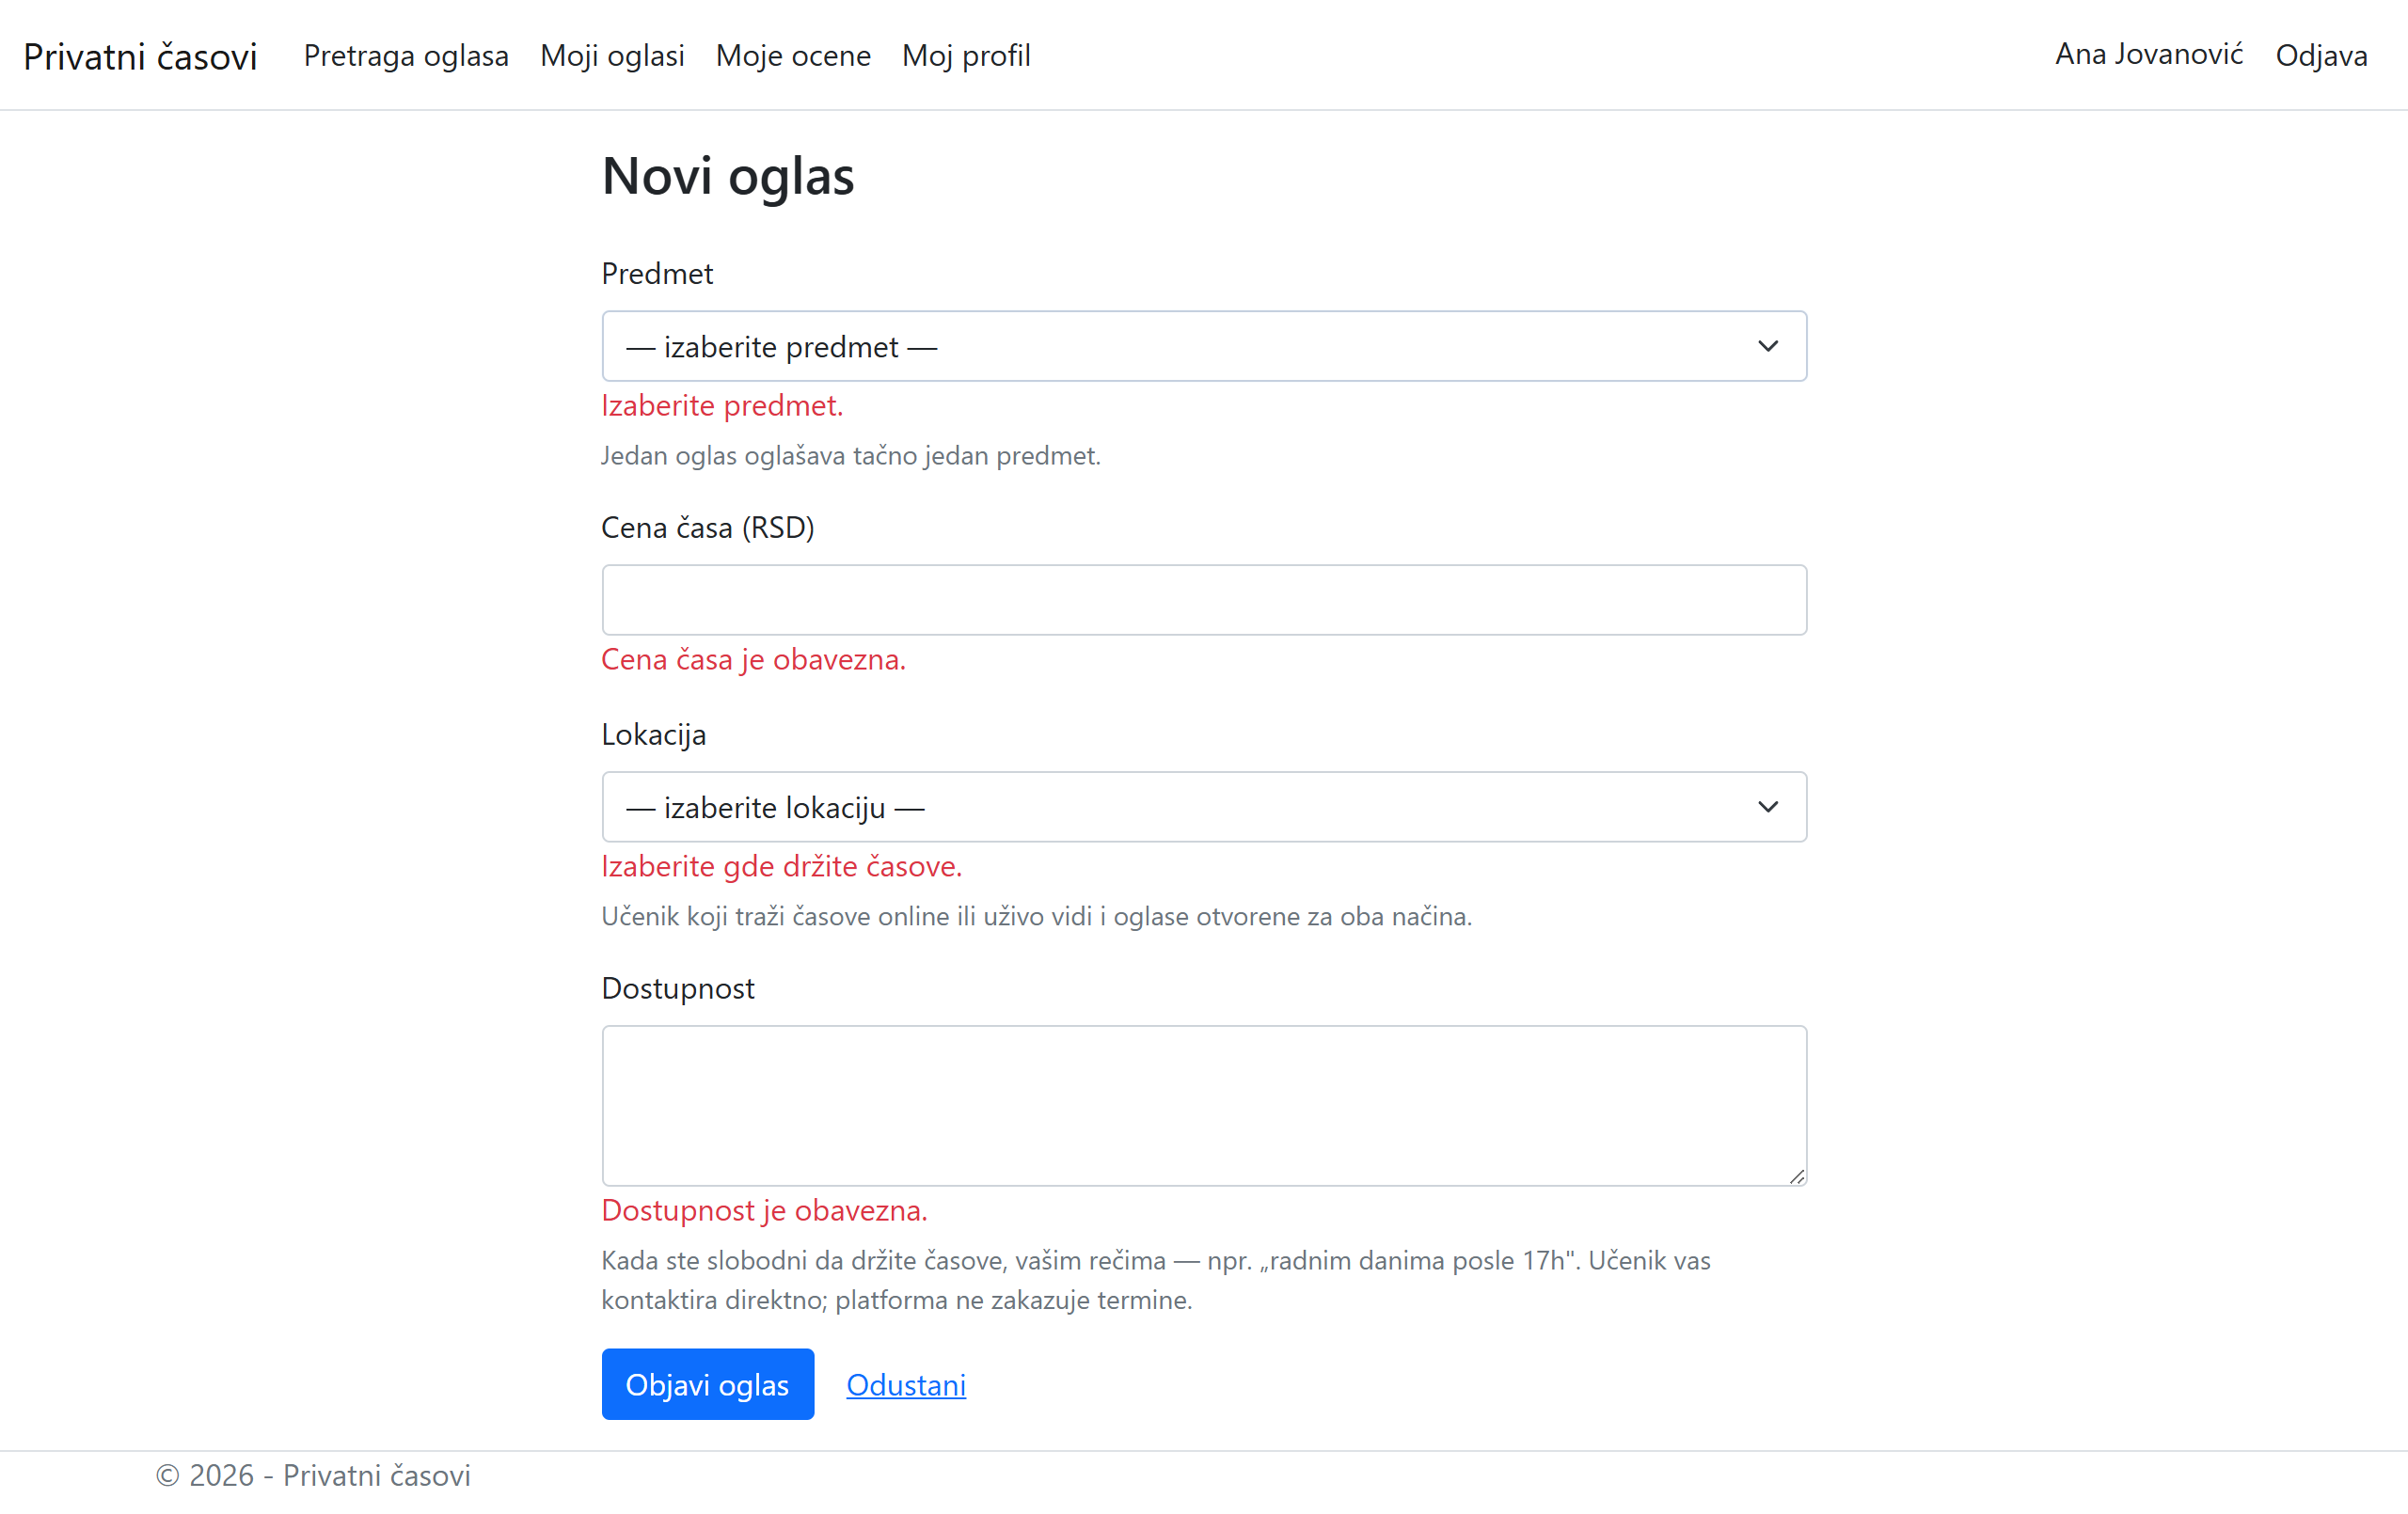 Privatni časovi Pretraga oglasa Moji oglasi Moje ocene Moj profil Ana Jovanović Odjava
Novi oglas
Predmet
— izaberite predmet —
Izaberite predmet.
Jedan oglas oglašava tačno jedan predmet.
Cena časa (RSD)
Cena časa je obavezna.
Lokacija
— izaberite lokaciju —
Izaberite gde držite časove.
Učenik koji traži časove online ili uživo vidi i oglase otvorene za oba načina.
Dostupnost
Dostupnost je obavezna.
Kada ste slobodni da držite časove, vašim rečima — npr. „radnim danima posle 17h". Učenik vas
kontaktira direktno; platforma ne zakazuje termine.
Objavi oglas Odustani
© 2026 - Privatni časovi